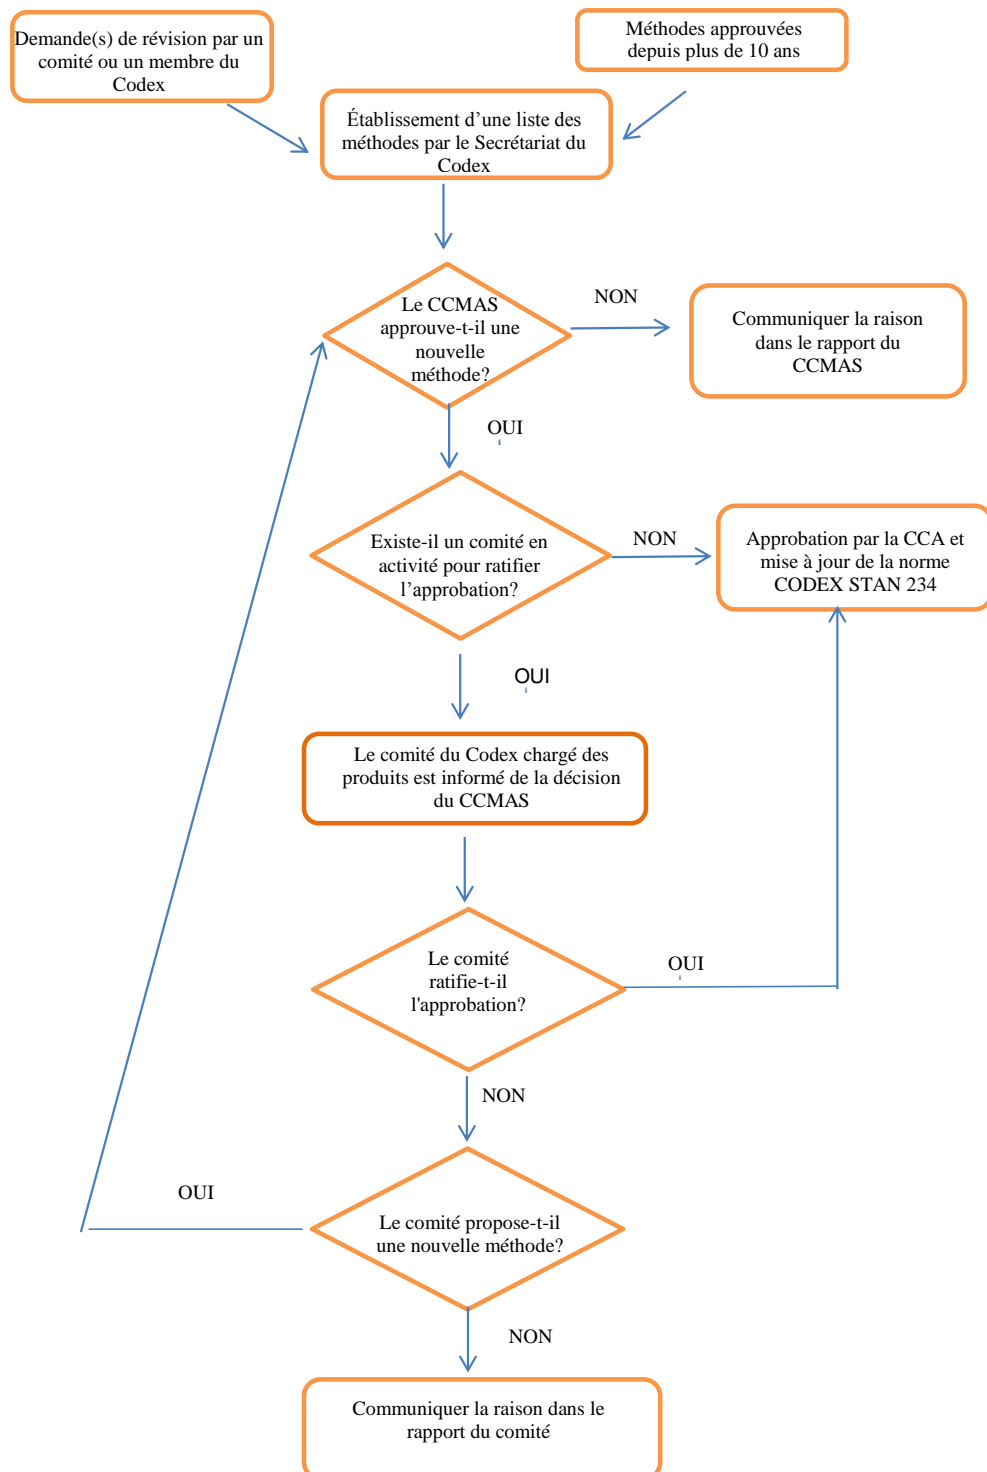 Demande(s) de révision par un
comité ou un membre du
Codex
Méthodes approuvées
depuis plus de 10 ans
Établissement d’une liste des
méthodes par le Secrétariat du
Codex
Le CCMAS
approuve-t-il une
nouvelle
méthode?
NON
Communiquer la raison
dans le rapport du
CCMAS
OUI
Existe-il un comité en
activité pour ratifier
l’approbation?
NON
Approbation par la CCA et
mise à jour de la norme
CODEX STAN 234
OUI
Le comité du Codex chargé des
produits est informé de la décision
du CCMAS
Le comité
ratifie-t-il
l'approbation?
OUI
NON
OUI
Le comité propose-t-il
une nouvelle méthode?
NON
Communiquer la raison dans le
rapport du comité